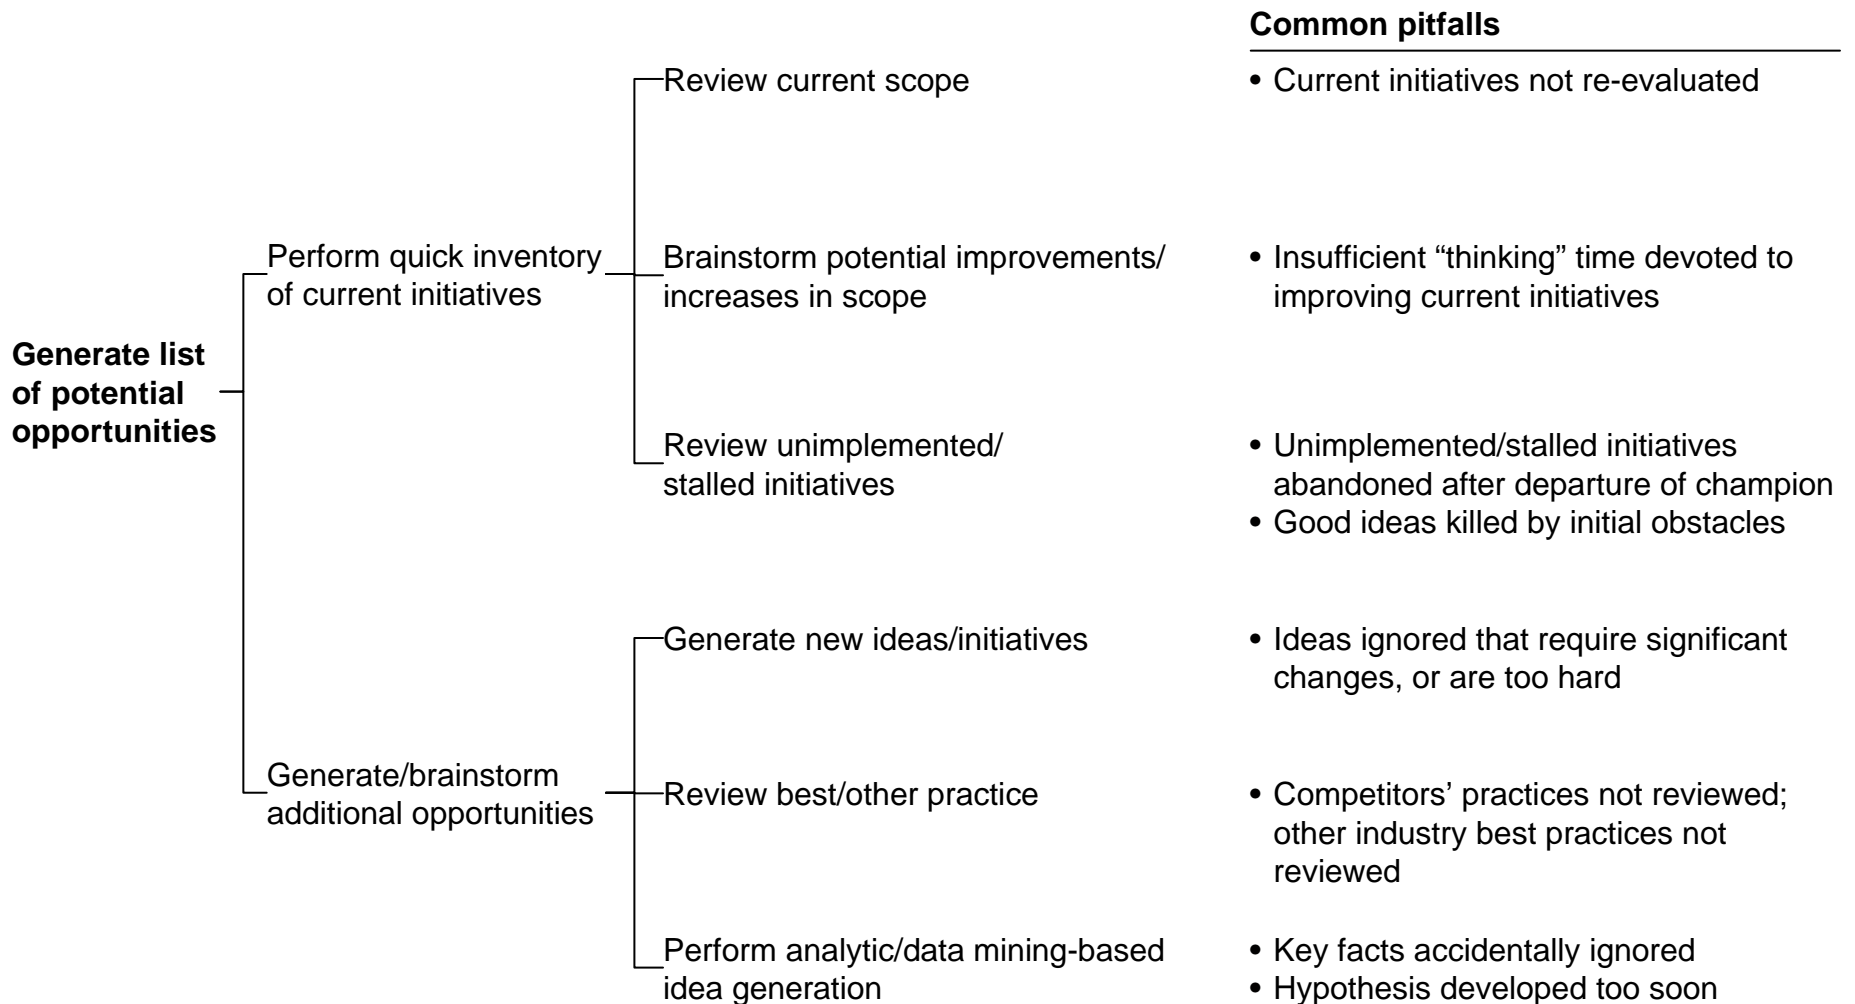 Common pitfalls
Review current scope
• Current initiatives not re-evaluated
Perform quick inventory
of current initiatives
Brainstorm potential improvements/
increases in scope
• Insufficient “thinking” time devoted to
improving current initiatives
Generate list
of potential
opportunities
Review unimplemented/
stalled initiatives
• Unimplemented/stalled initiatives
abandoned after departure of champion
• Good ideas killed by initial obstacles
Generate new ideas/initiatives
• Ideas ignored that require significant
changes, or are too hard
Generate/brainstorm
additional opportunities
Review best/other practice
• Competitors’ practices not reviewed;
other industry best practices not
reviewed
Perform analytic/data mining-based
idea generation
• Key facts accidentally ignored
• Hypothesis developed too soon